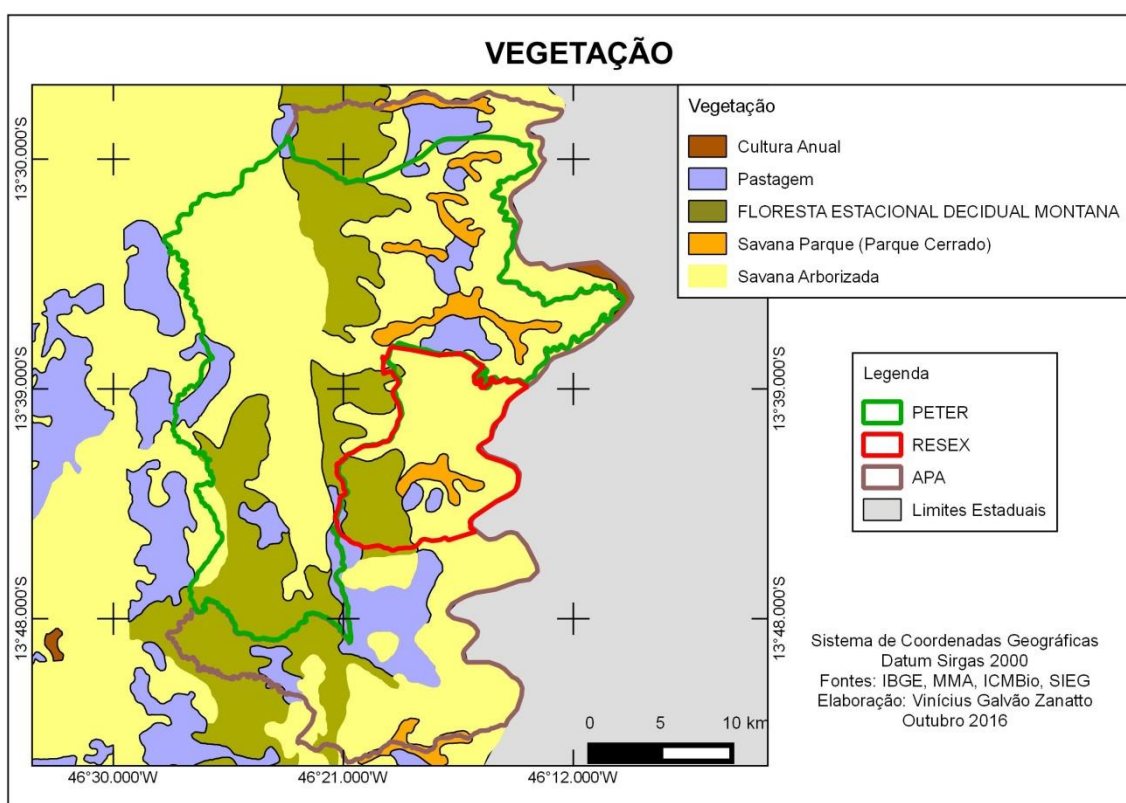 VEGETAÇÃO
Vegetação
Cultura Anual
Pastagem
FLORESTA ESTACIONAL DECIDUAL MONTANA
Savana Parque (Parque Cerrado)
Savana Arborizada
13°30.000'S
13°39.000'S
13°48.000'S
13°39.000'S
13°48.000'S
Legenda
PETER
RESEX
APA
Limites Estaduais
Sistema de Coordenadas Geográficas
Datum Sirgas 2000
Fontes: IBGE, MMA, ICMBio, SIEG
Elaboração: Vinícius Galvão Zanatto
Outubro 2016
0 5 10 km
46°30.000'W 46°21.000'W 46°12.000'W